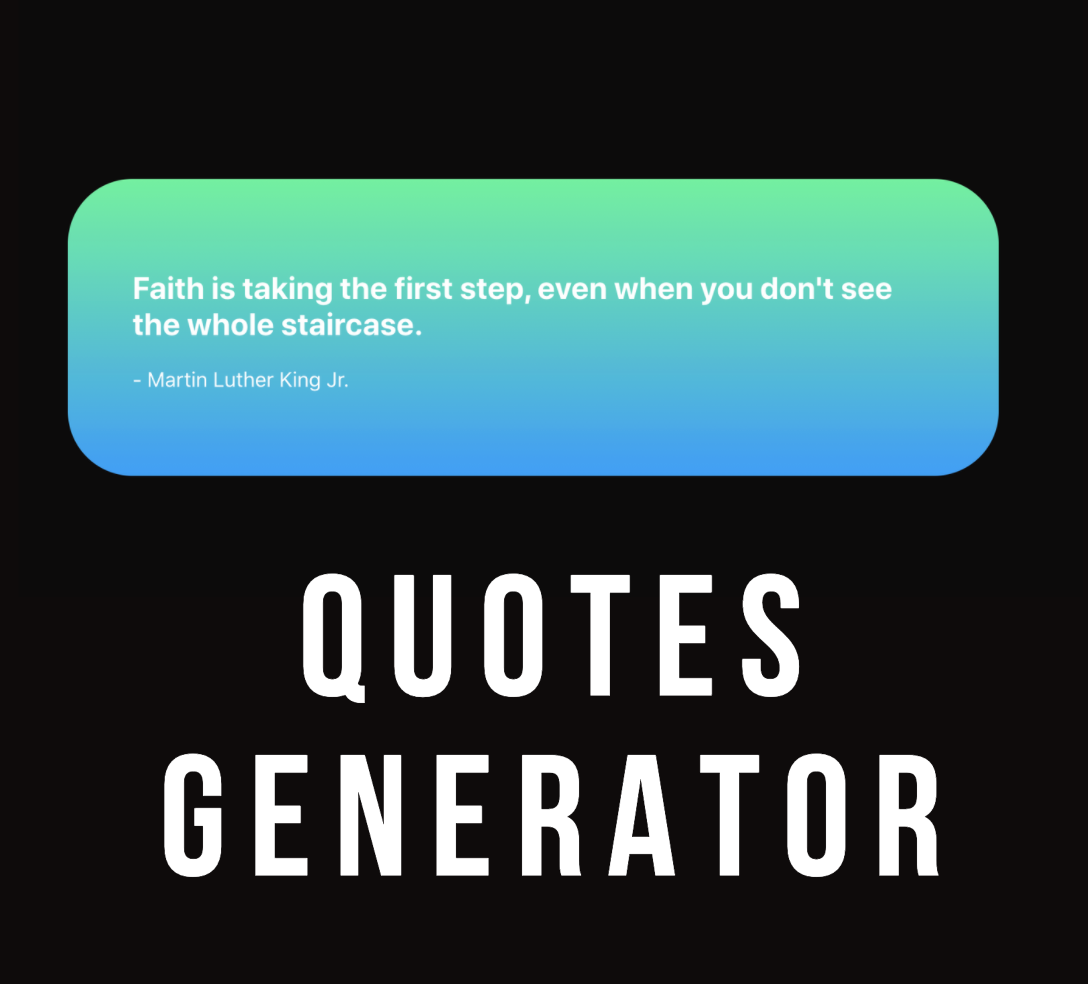 Faith is taking the first step, even when you don't see
the whole staircase.
- Martin Luther King Jr.
QUOTES
GENERATOR